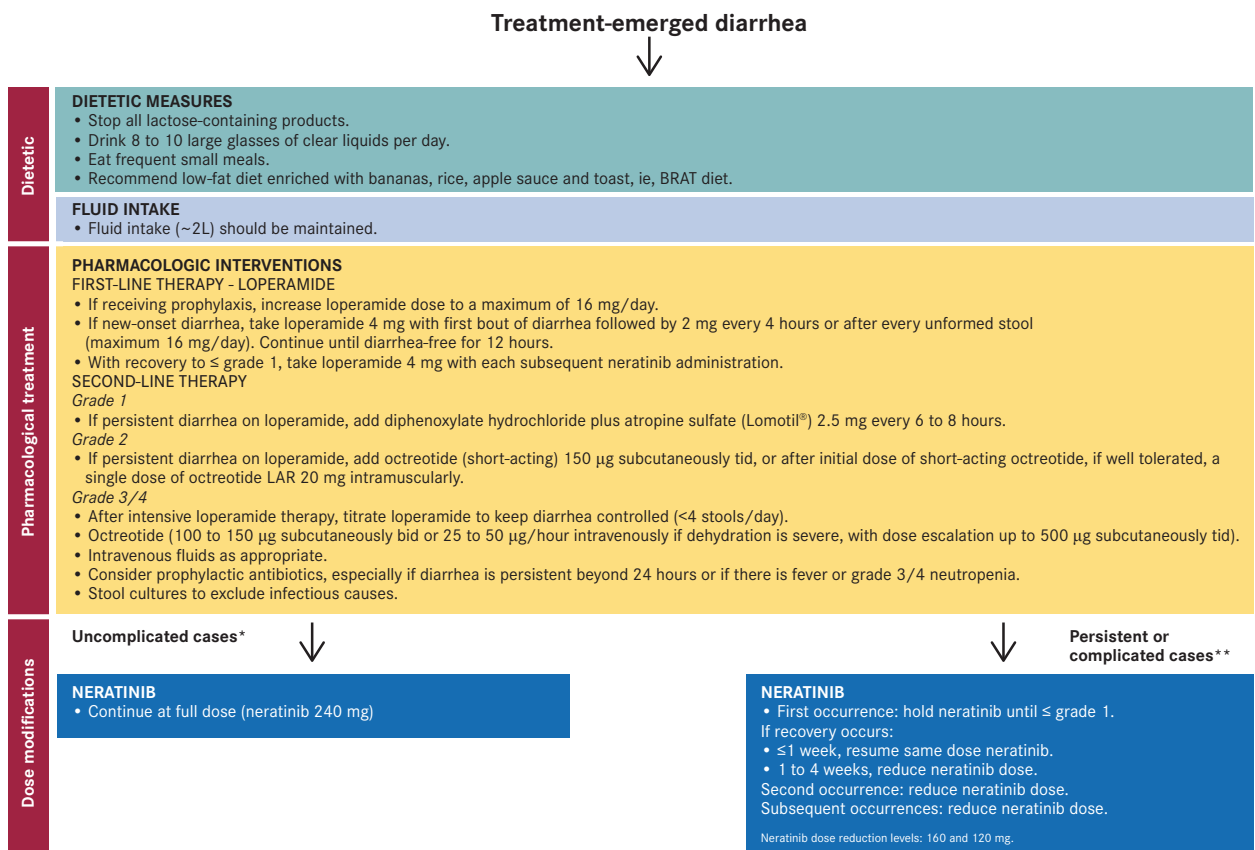 Treatment-emerged diarrhea
Dietetic
DIETETIC MEASURES
• Stop all lactose-containing products.
• Drink 8 to 10 large glasses of clear liquids per day.
• Eat frequent small meals.
• Recommend low-fat diet enriched with bananas, rice, apple sauce and toast, ie, BRAT diet.
FLUID INTAKE
• Fluid intake (~2L) should be maintained.
Pharmacological treatment
PHARMACOLOGIC INTERVENTIONS
FIRST-LINE THERAPY - LOPERAMIDE
• If receiving prophylaxis, increase loperamide dose to a maximum of 16 mg/day.
• If new-onset diarrhea, take loperamide 4 mg with first bout of diarrhea followed by 2 mg every 4 hours or after every unformed stool
(maximum 16 mg/day). Continue until diarrhea-free for 12 hours.
• With recovery to ≤ grade 1, take loperamide 4 mg with each subsequent neratinib administration.
SECOND-LINE THERAPY
Grade 1
• If persistent diarrhea on loperamide, add diphenoxylate hydrochloride plus atropine sulfate (Lomotil®) 2.5 mg every 6 to 8 hours.
Grade 2
• If persistent diarrhea on loperamide, add octreotide (short-acting) 150 µg subcutaneously tid, or after initial dose of short-acting octreotide, if well tolerated, a
single dose of octreotide LAR 20 mg intramuscularly.
Grade 3/4
• After intensive loperamide therapy, titrate loperamide to keep diarrhea controlled (<4 stools/day).
• Octreotide (100 to 150 µg subcutaneously bid or 25 to 50 µg/hour intravenously if dehydration is severe, with dose escalation up to 500 µg subcutaneously tid).
• Intravenous fluids as appropriate.
• Consider prophylactic antibiotics, especially if diarrhea is persistent beyond 24 hours or if there is fever or grade 3/4 neutropenia.
• Stool cultures to exclude infectious causes.
Dose modifications
Uncomplicated cases*
NERATINIB
• Continue at full dose (neratinib 240 mg)
Persistent or
complicated cases**
NERATINIB
• First occurrence: hold neratinib until ≤ grade 1.
If recovery occurs:
• ≤1 week, resume same dose neratinib.
• 1 to 4 weeks, reduce neratinib dose.
Second occurrence: reduce neratinib dose.
Subsequent occurrences: reduce neratinib dose.
Neratinib dose reduction levels: 160 and 120 mg.